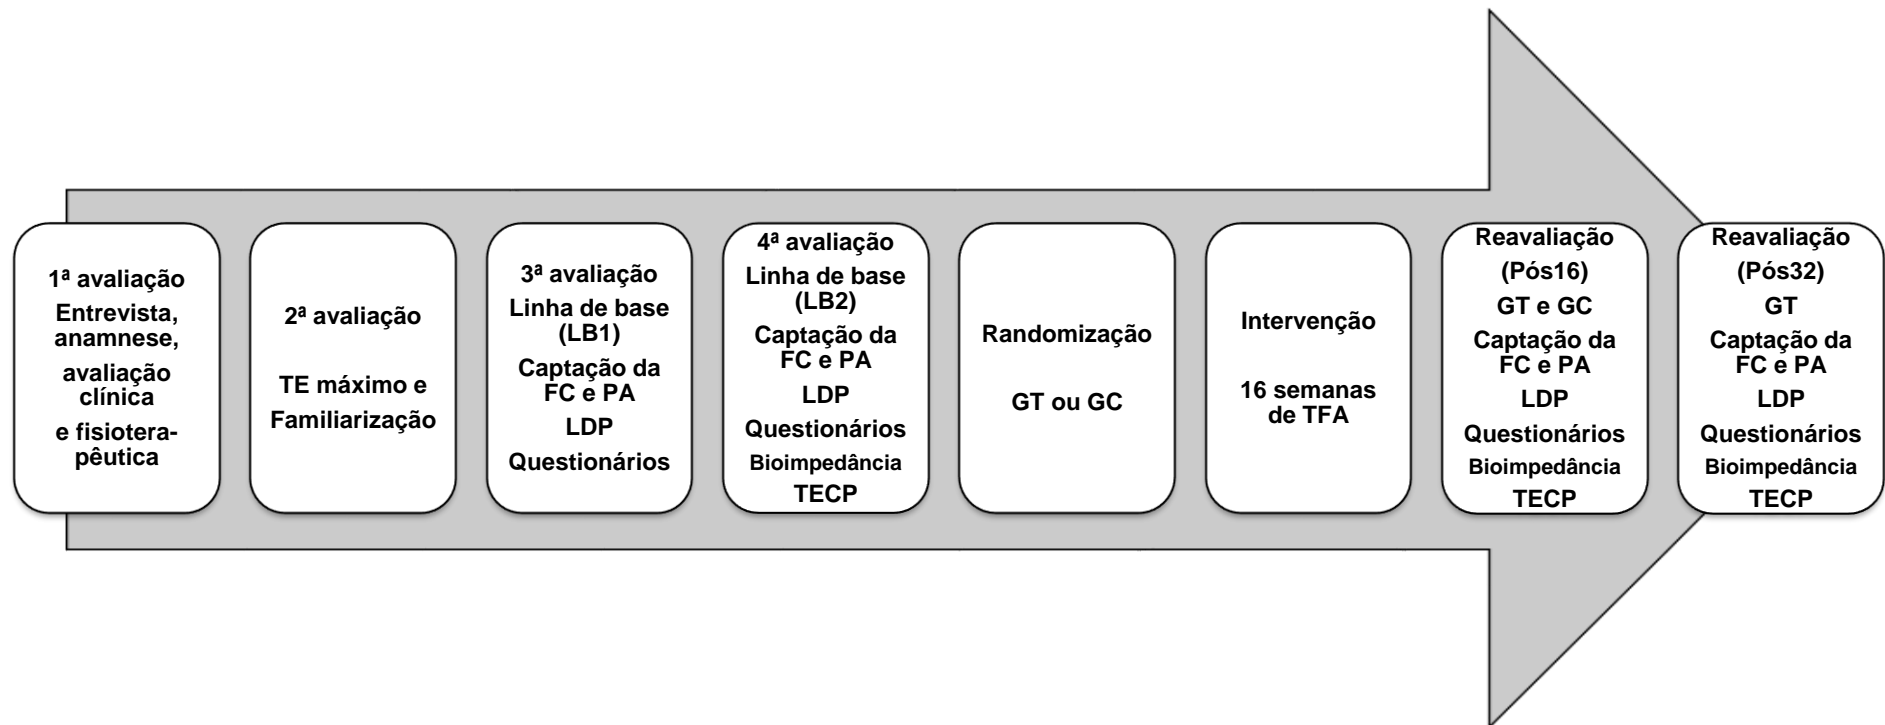 1ª avaliação
Entrevista,
anamnese,
avaliação
clínica
e fisiotera-
pêutica
2ª avaliação
TE máximo e
Familiarização
3ª avaliação
Linha de base
(LB1)
Captação da
FC e PA
LDP
Questionários
4ª avaliação
Linha de base
(LB2)
Captação da
FC e PA
LDP
Questionários
Bioimpedância
TECP
Randomização
GT ou GC
Intervenção
16 semanas
de TFA
Reavaliação
(Pós16)
GT e GC
Captação da
FC e PA
LDP
Questionários
Bioimpedância
TECP
Reavaliação
(Pós32)
GT
Captação da
FC e PA
LDP
Questionários
Bioimpedância
TECP